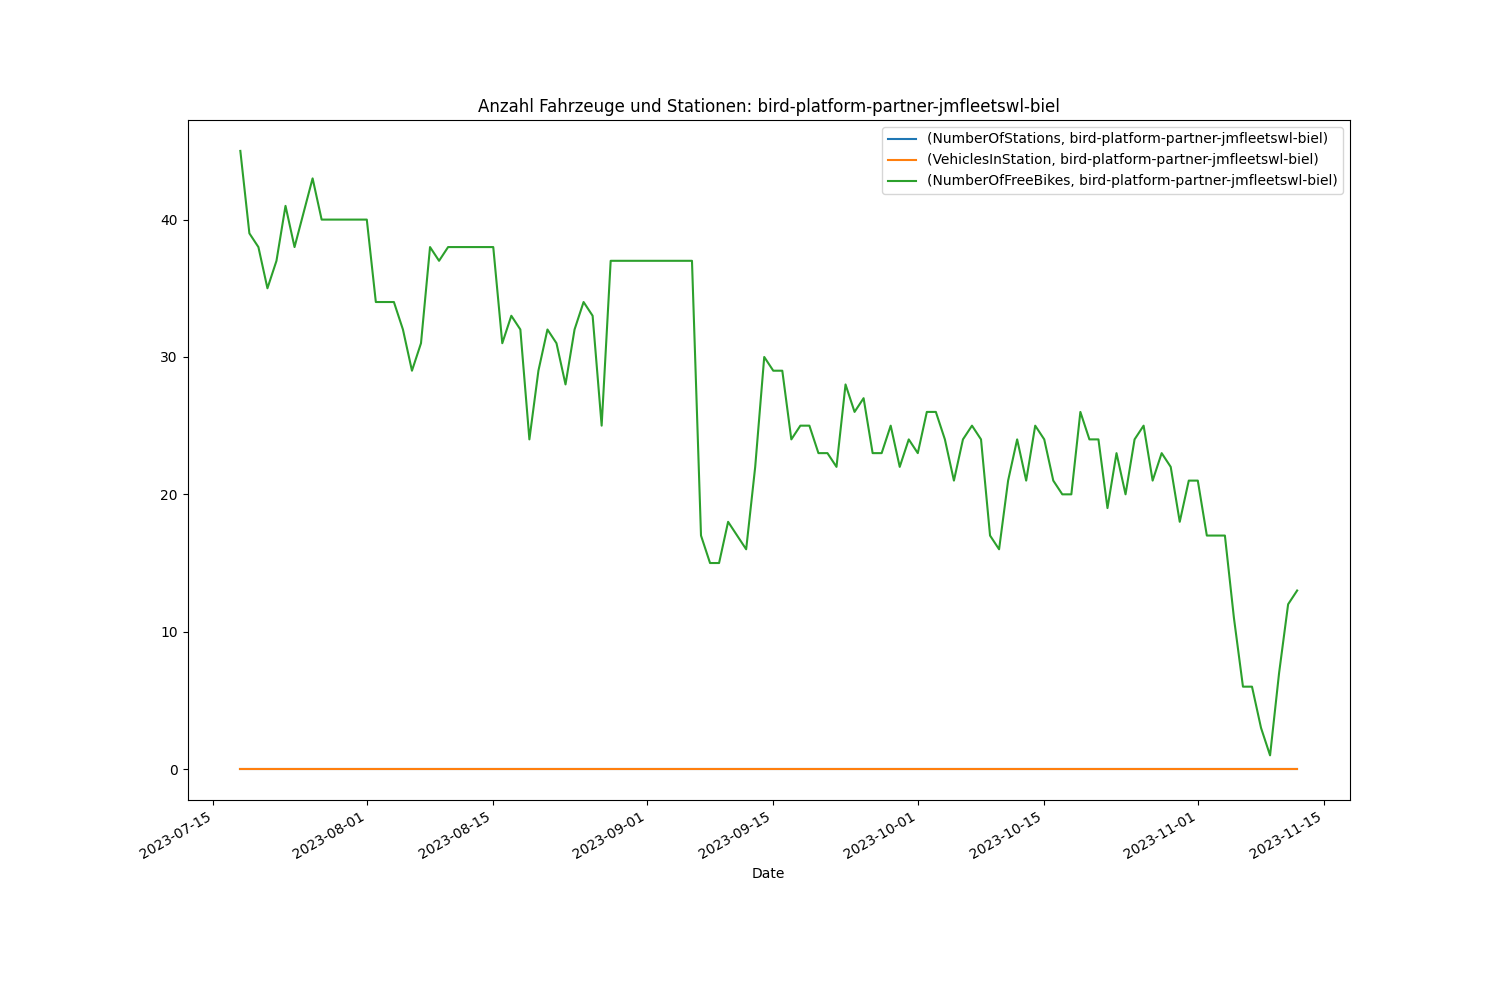 Anzahl Fahrzeuge und Stationen: bird-platform-partner-jmfleetswl-biel
(NumberOfStations, bird-platform-partner-jmfleetswl-biel)
(VehiclesInStation, bird-platform-partner-jmfleetswl-biel)
(NumberOfFreeBikes, bird-platform-partner-jmfleetswl-biel)
40
30
20
10
0
2023-07-15
2023-08-01
2023-08-15
2023-09-01
2023-09-15
2023-10-01
2023-10-15
2023-11-01
2023-11-15
Date